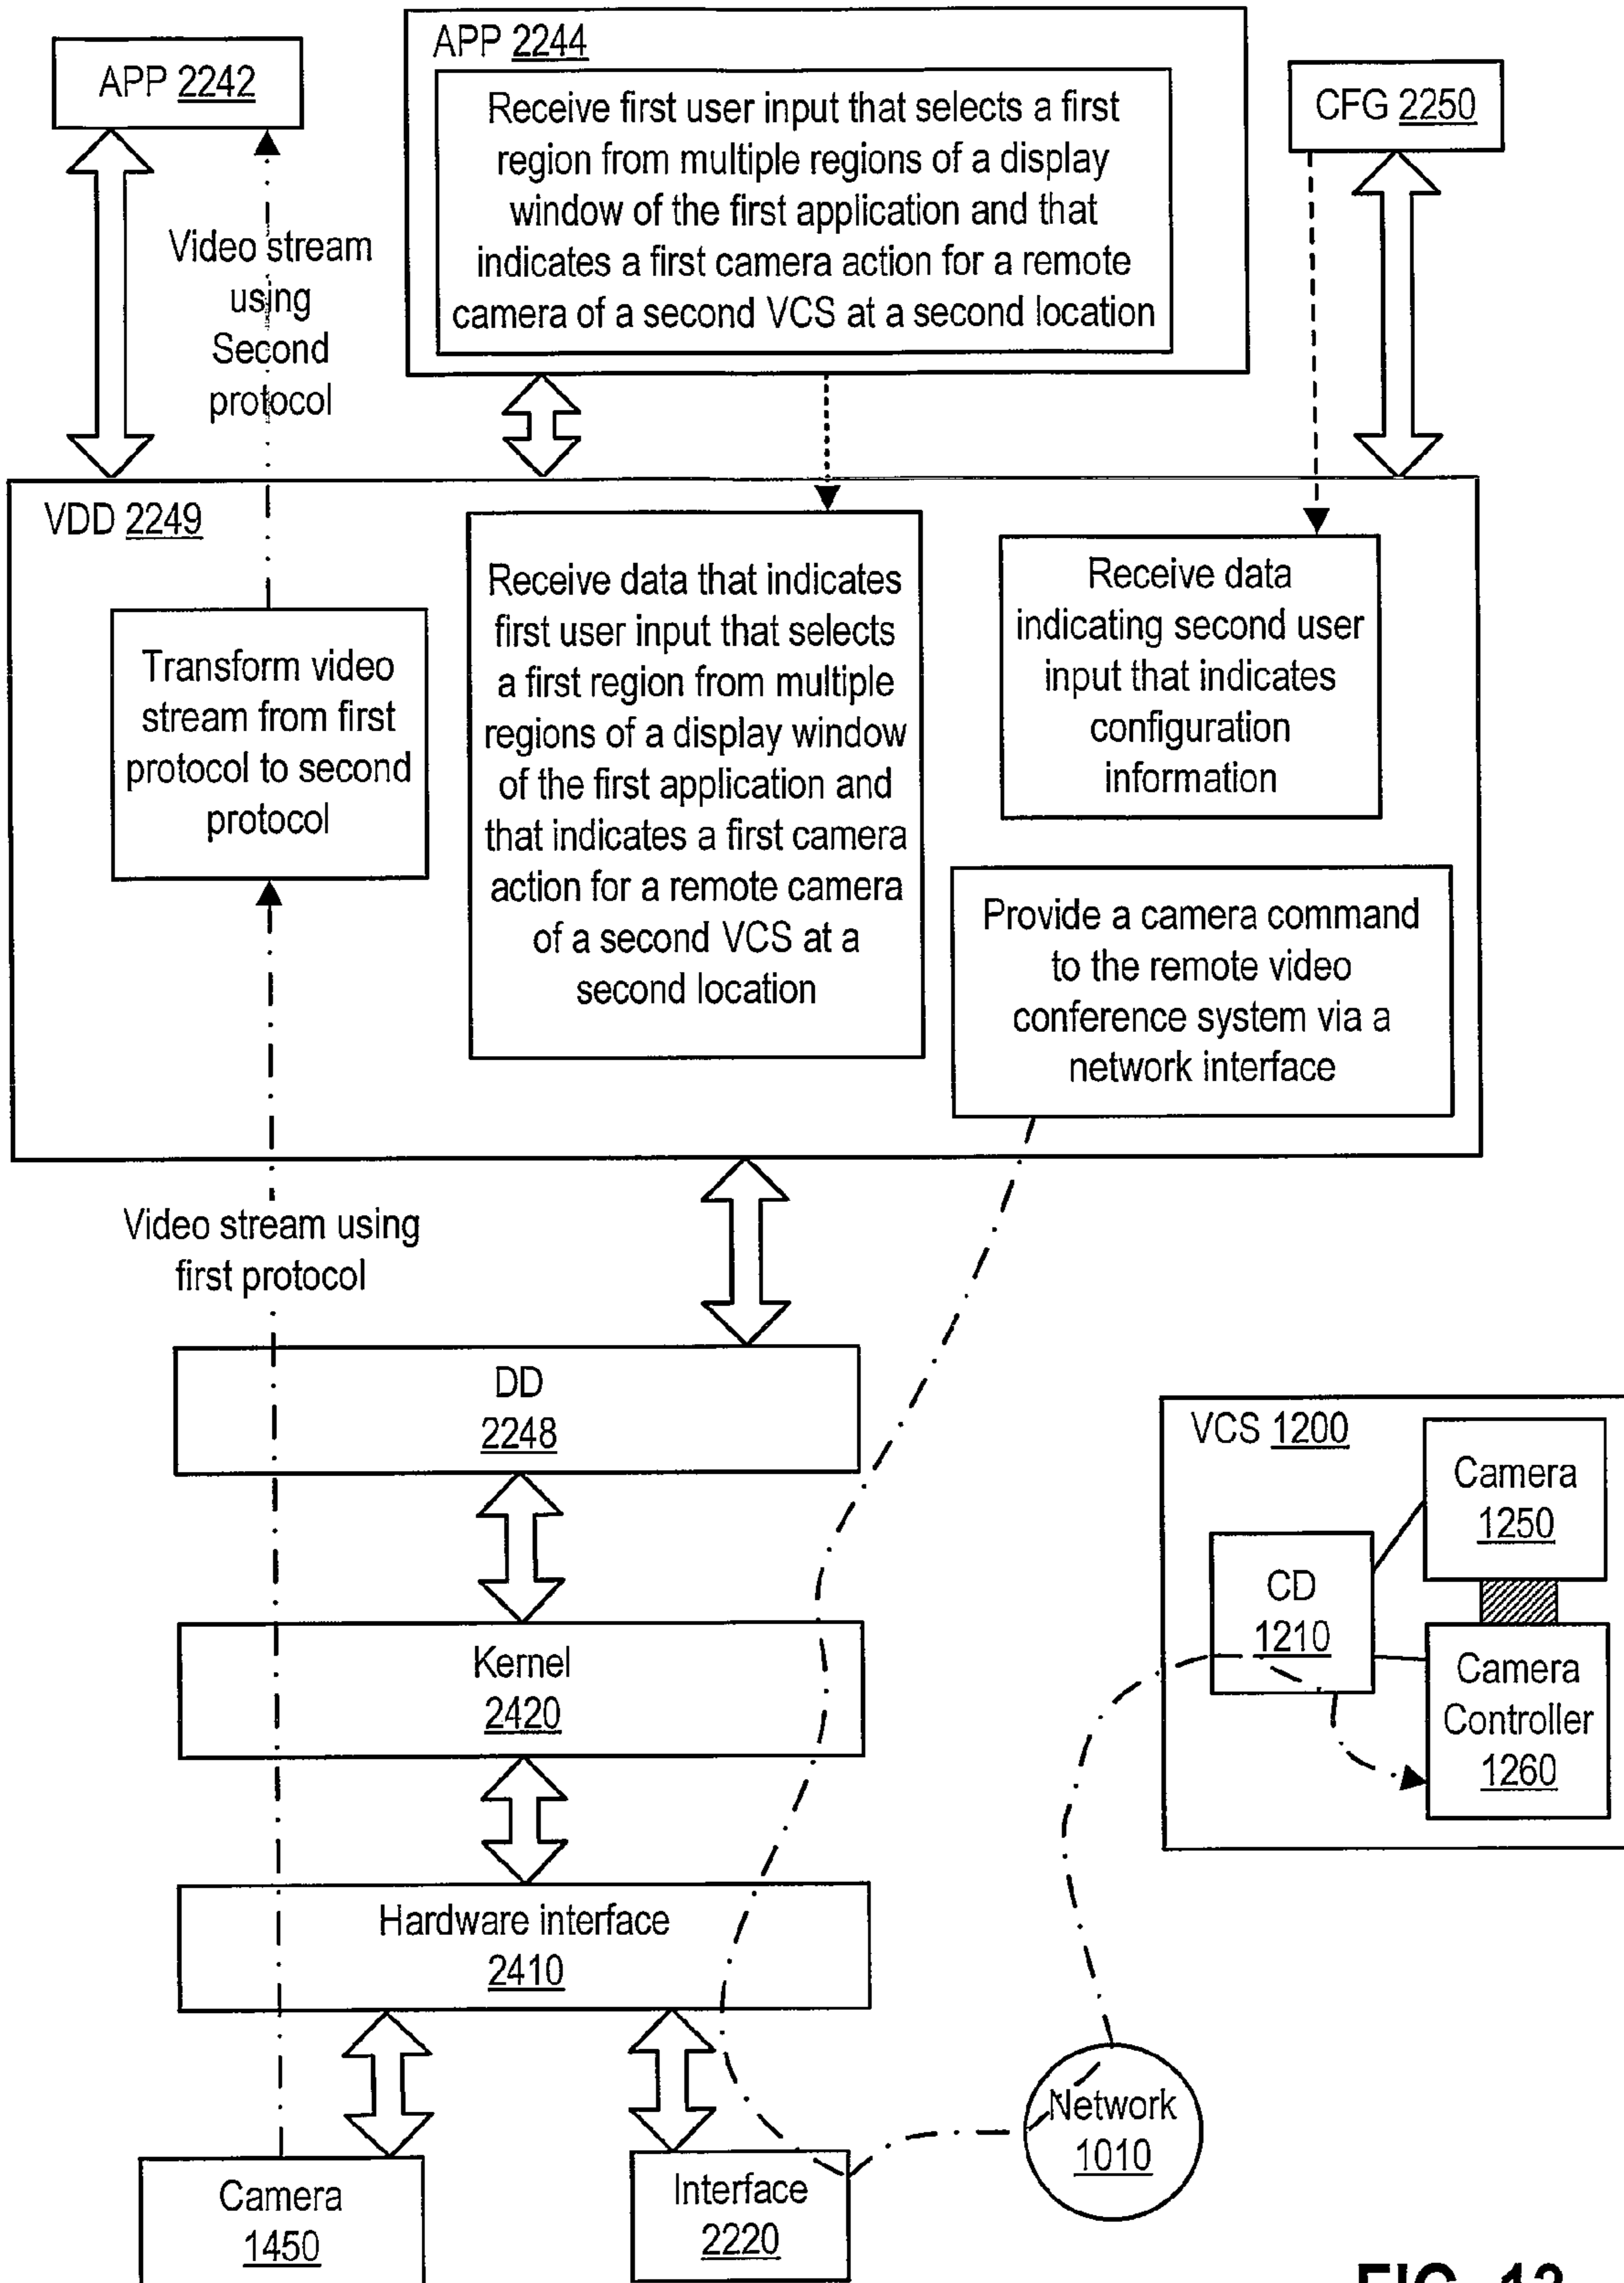 APP 2242
APP 2244
Receive first user input that selects a first
region from multiple regions of a display
window of the first application and that
indicates a first camera action for a remote
camera of a second VCS at a second location
CFG 2250
Video stream
using
Second
protocol
VDD 2249
Transform video
stream from first
protocol to second
protocol
Receive data that indicates
first user input that selects
a first region from multiple
regions of a display window
of the first application and
that indicates a first camera
action for a remote camera
of a second VCS at a
second location
Receive data
indicating second user
input that indicates
configuration
information
Provide a camera command
to the remote video
conference system via a
network interface
Video stream using
first protocol
DD
2248
Kernel
2420
Hardware interface
2410
Camera
1450
Interface
2220
Network
1010
VCS 1200
CD
1210
Camera
1250
Camera
Controller
1260